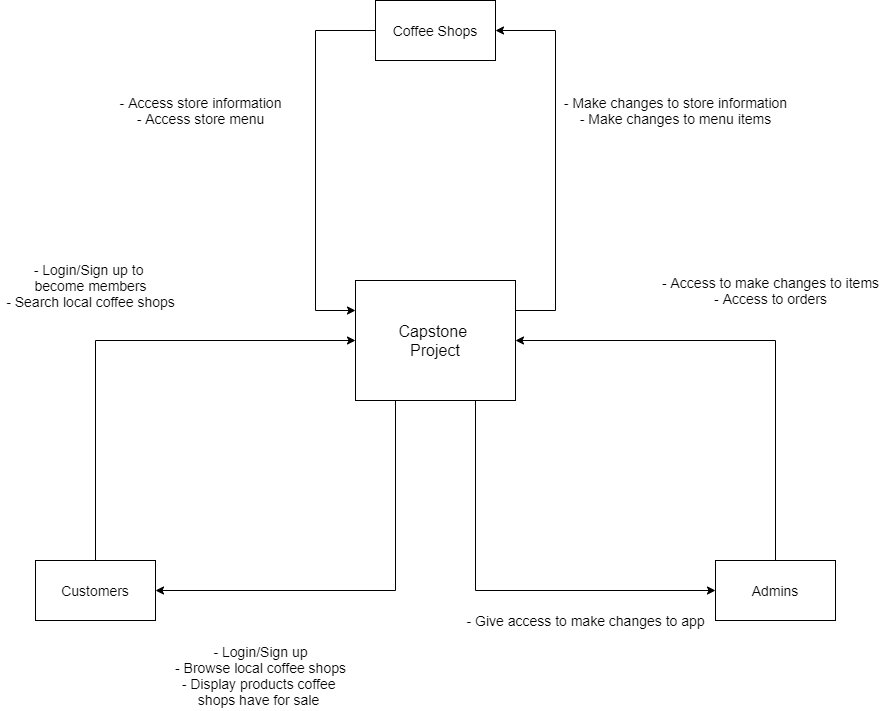 Coffee Shops
- Access store information
- Access store menu
- Make changes to store information
- Make changes to menu items
- Login/Sign up to
become members
- Search local coffee shops
- Access to make changes to items
- Access to orders
Capstone
Project
Customers
Admins
- Give access to make changes to app
- Login/Sign up
- Browse local coffee shops
- Display products coffee
shops have for sale